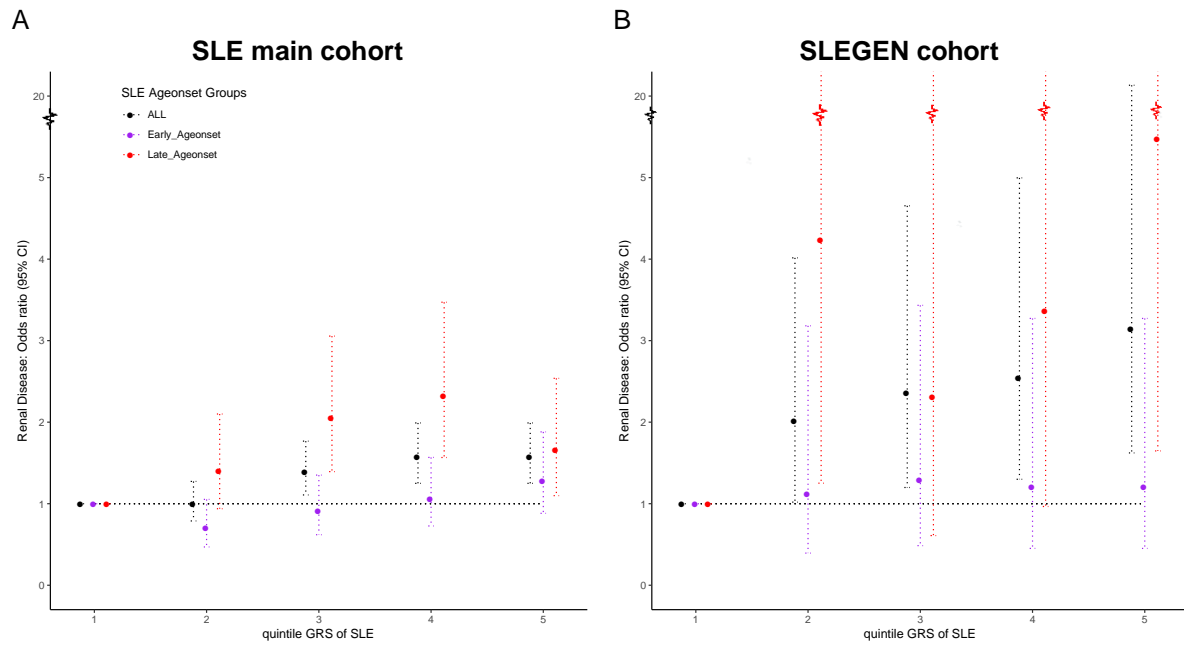 A
SLE main cohort
Renal Disease: Odds ratio (95% CI)
20
5
4
3
2
1
0
SLE Ageonset Groups
ALL
Early_Ageonset
Late_Ageonset
1 2 3 4 5
quintile GRS of SLE
B
SLEGEN cohort
Renal Disease: Odds ratio (95% CI)
20
5
4
3
2
1
0
1 2 3 4 5
quintile GRS of SLE